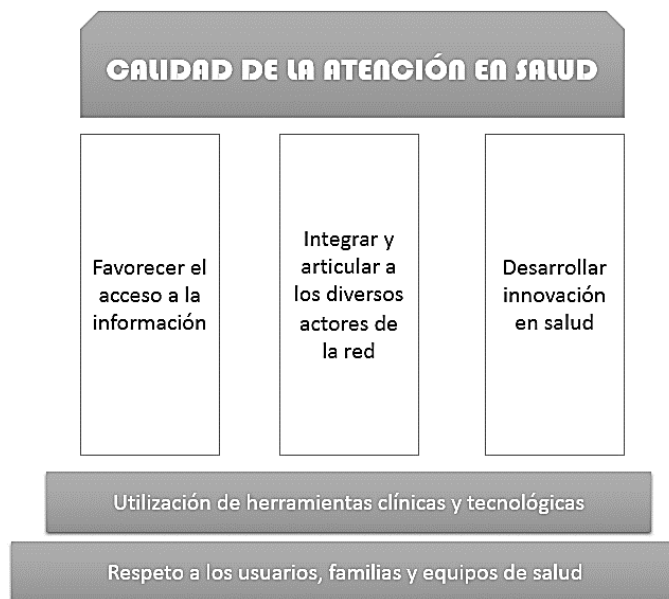 CALIDAD DE LA ATENCIÓN EN SALUD
Favorecer el
acceso a la
información
Integrar y
articular a
los diversos
actores de
la red
Desarrollar
innovación
en salud
Utilización de herramientas clínicas y tecnológicas
Respeto a los usuarios, familias y equipos de salud